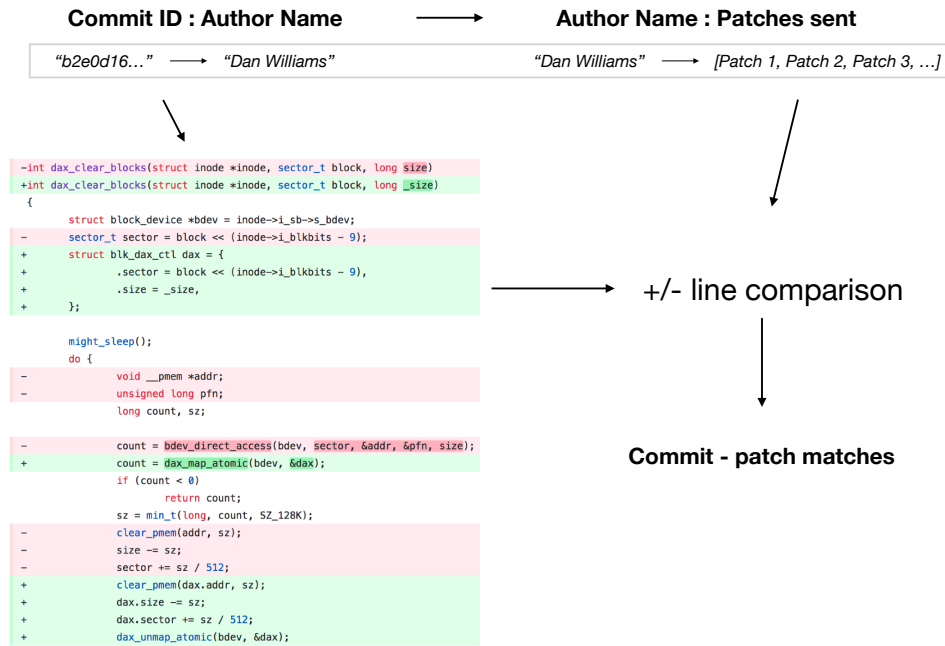 Commit ID : Author Name
Author Name : Patches sent
“b2e0d16…”
“Dan Williams”
“Dan Williams”
[Patch 1, Patch 2, Patch 3, …]
-int dax_clear_blocks(struct inode *inode, sector_t block, long size)
+int dax_clear_blocks(struct inode *inode, sector_t block, long _size)
 {
        struct block_device *bdev = inode->i_sb->s_bdev;
-       sector_t sector = block << (inode->i_blkbits - 9);
+       struct blk_dax_ctl dax = {
+               .sector = block << (inode->i_blkbits - 9),
+               .size = _size,
+       };
        might_sleep();
        do {
-               void __pmem *addr;
-               unsigned long pfn;
                long count, sz;
-               count = bdev_direct_access(bdev, sector, &addr, &pfn, size);
+               count = dax_map_atomic(bdev, &dax);
                if (count < 0)
                        return count;
                sz = min_t(long, count, SZ_128K);
-               clear_pmem(addr, sz);
-               size -= sz;
-               sector += sz / 512;
+               clear_pmem(dax.addr, sz);
+               dax.size -= sz;
+               dax.sector += sz / 512;
+               dax_unmap_atomic(bdev, &dax);
+/- line comparison
Commit - patch matches